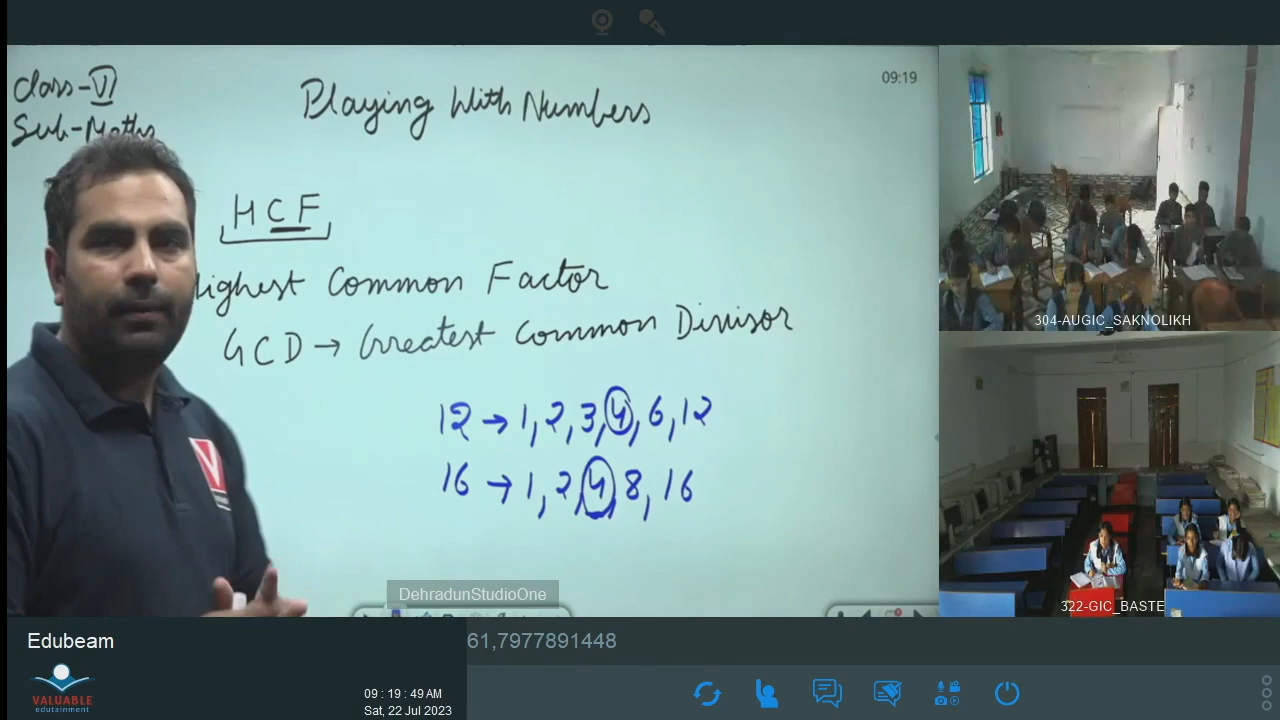 Class-VI
Sub-Maths
Playing With Numbers
09:19
HCF
Highest Common Factor
GCD → Greatest Common Divisor
12 → 1, 2, 3, 4, 6, 12
16 → 1, 2, 4, 8, 16
304-AUGIC_SAKNOLIKH
322-GIC_BASTE
DehradunStudioOne
Edubeam
61,7977891448
VALUABLE
edutainment
09 : 19 : 49 AM
Sat, 22 Jul 2023